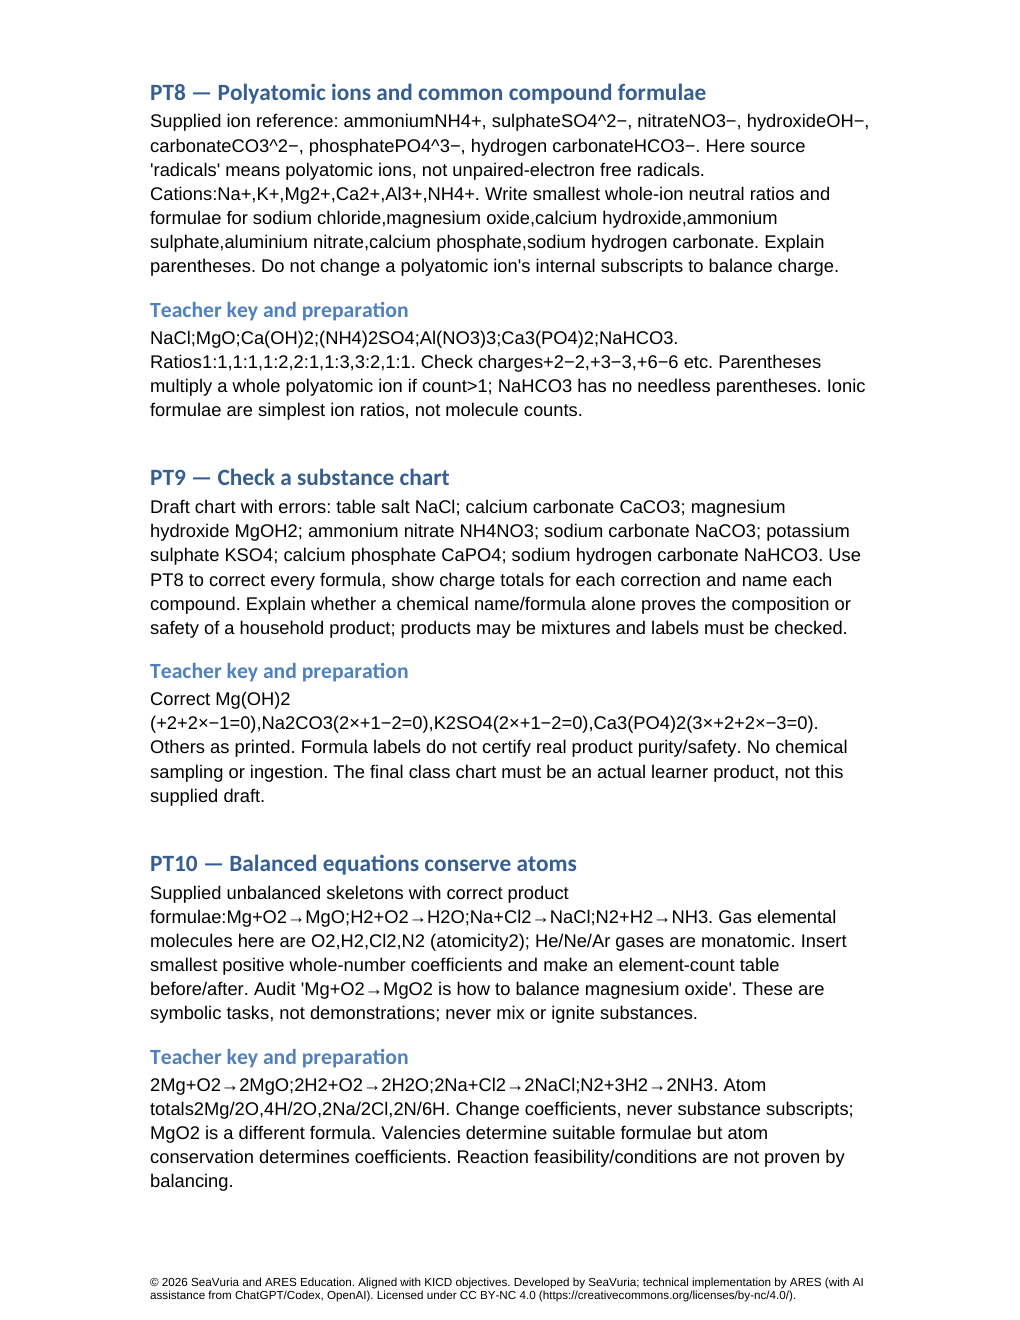 PT8 — Polyatomic ions and common compound formulae
Supplied ion reference: ammoniumNH4+, sulphateSO4^2−, nitrateNO3−, hydroxideOH−,
carbonateCO3^2−, phosphatePO4^3−, hydrogen carbonateHCO3−. Here source
'radicals' means polyatomic ions, not unpaired-electron free radicals.
Cations:Na+,K+,Mg2+,Ca2+,Al3+,NH4+. Write smallest whole-ion neutral ratios and
formulae for sodium chloride,magnesium oxide,calcium hydroxide,ammonium
sulphate,aluminium nitrate,calcium phosphate,sodium hydrogen carbonate. Explain
parentheses. Do not change a polyatomic ion's internal subscripts to balance charge.
Teacher key and preparation
NaCl;MgO;Ca(OH)2;(NH4)2SO4;Al(NO3)3;Ca3(PO4)2;NaHCO3.
Ratios1:1,1:1,1:2,2:1,1:3,3:2,1:1. Check charges+2−2,+3−3,+6−6 etc. Parentheses
multiply a whole polyatomic ion if count>1; NaHCO3 has no needless parentheses. Ionic
formulae are simplest ion ratios, not molecule counts.
PT9 — Check a substance chart
Draft chart with errors: table salt NaCl; calcium carbonate CaCO3; magnesium
hydroxide MgOH2; ammonium nitrate NH4NO3; sodium carbonate NaCO3; potassium
sulphate KSO4; calcium phosphate CaPO4; sodium hydrogen carbonate NaHCO3. Use
PT8 to correct every formula, show charge totals for each correction and name each
compound. Explain whether a chemical name/formula alone proves the composition or
safety of a household product; products may be mixtures and labels must be checked.
Teacher key and preparation
Correct Mg(OH)2
(+2+2×−1=0),Na2CO3(2×+1−2=0),K2SO4(2×+1−2=0),Ca3(PO4)2(3×+2+2×−3=0).
Others as printed. Formula labels do not certify real product purity/safety. No chemical
sampling or ingestion. The final class chart must be an actual learner product, not this
supplied draft.
PT10 — Balanced equations conserve atoms
Supplied unbalanced skeletons with correct product
formulae:Mg+O2→MgO;H2+O2→H2O;Na+Cl2→NaCl;N2+H2→NH3. Gas elemental
molecules here are O2,H2,Cl2,N2 (atomicity2); He/Ne/Ar gases are monatomic. Insert
smallest positive whole-number coefficients and make an element-count table
before/after. Audit 'Mg+O2→MgO2 is how to balance magnesium oxide'. These are
symbolic tasks, not demonstrations; never mix or ignite substances.
Teacher key and preparation
2Mg+O2→2MgO;2H2+O2→2H2O;2Na+Cl2→2NaCl;N2+3H2→2NH3. Atom
totals2Mg/2O,4H/2O,2Na/2Cl,2N/6H. Change coefficients, never substance subscripts;
MgO2 is a different formula. Valencies determine suitable formulae but atom
conservation determines coefficients. Reaction feasibility/conditions are not proven by
balancing.
© 2026 SeaVuria and ARES Education. Aligned with KICD objectives. Developed by SeaVuria; technical implementation by ARES (with AI
assistance from ChatGPT/Codex, OpenAI). Licensed under CC BY-NC 4.0 (https://creativecommons.org/licenses/by-nc/4.0/).